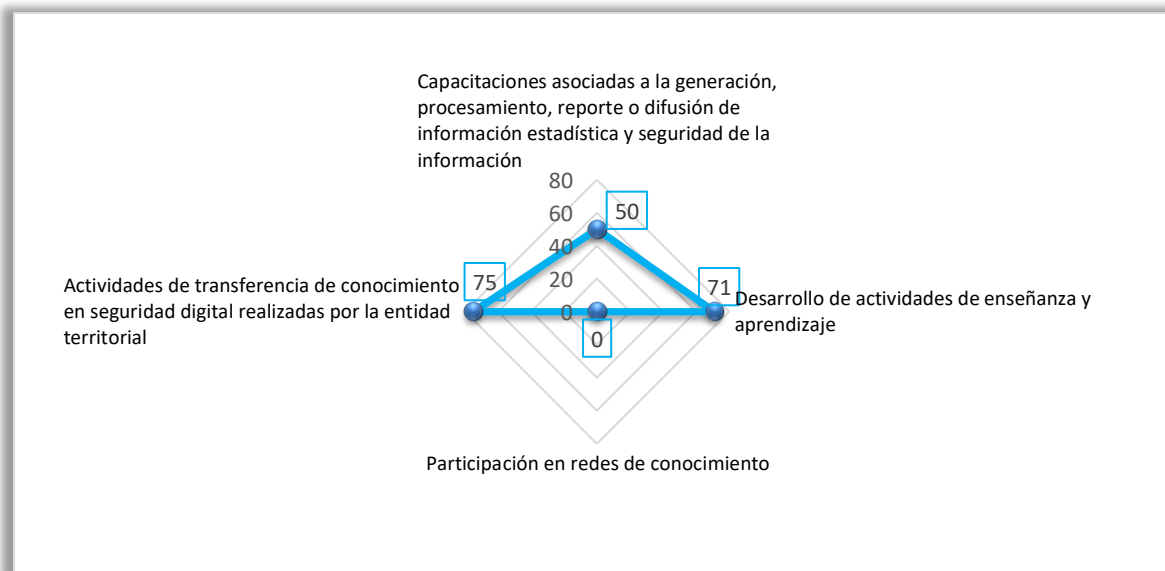 Capacitaciones asociadas a la generación,
procesamiento, reporte o difusión de
información estadística y seguridad de la
información
80
60
40
20
0
50
75
71
0
Actividades de transferencia de conocimiento
en seguridad digital realizadas por la entidad
territorial
Desarrollo de actividades de enseñanza y
aprendizaje
Participación en redes de conocimiento